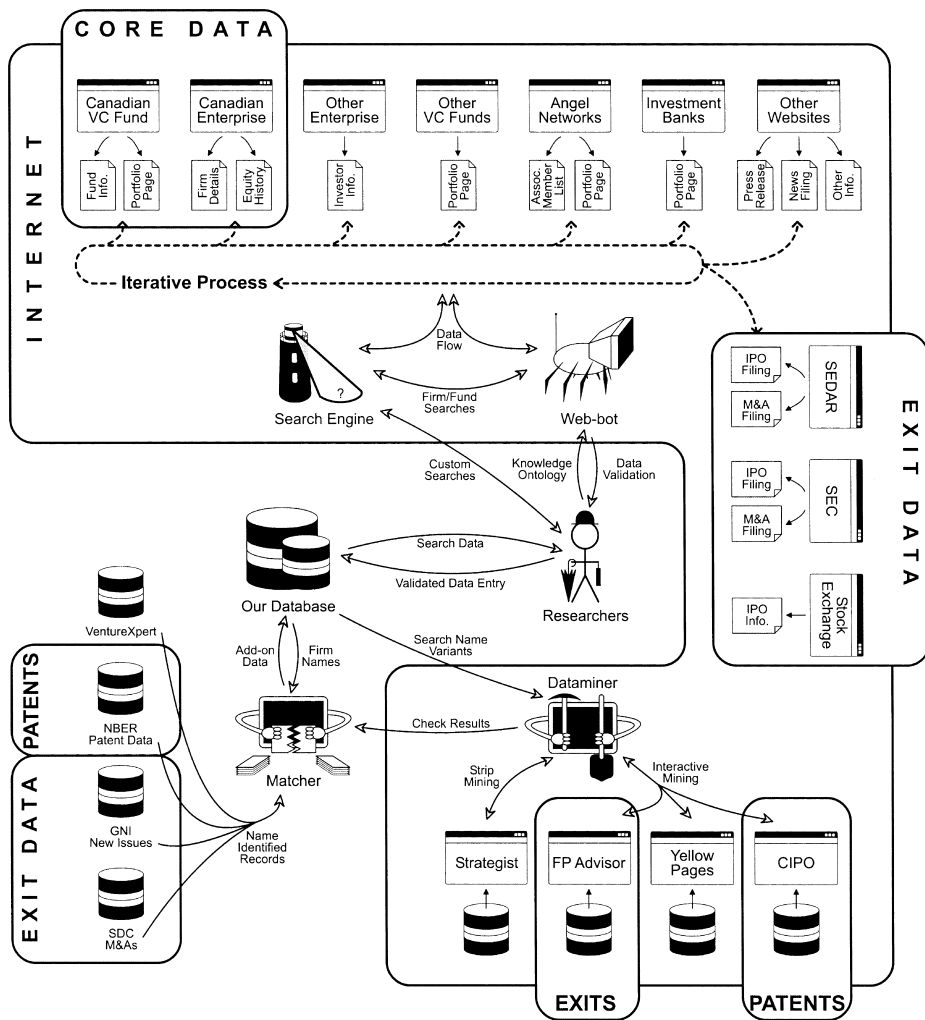 CORE DATA
INTERNET
Canadian
VC Fund
Canadian
Enterprise
Other
Enterprise
Other
VC Funds
Angel
Networks
Investment
Banks
Other
Websites
Fund
Info.
Portfolio
Page
Firm
Details
Equity
History
Investor
Info.
Portfolio
Page
Assoc.
Member
List
Portfolio
Page
Portfolio
Page
Press
Release
News
Filing
Other
Info.
Iterative Process
Data
Flow
?
Firm/Fund
Searches
Search Engine
Web-bot
EXIT DATA
IPO
Filing
M&A
Filing
SEDAR
IPO
Filing
M&A
Filing
SEC
IPO
Info.
Stock
Exchange
Custom
Searches
Knowledge
Ontology
Data
Validation
Search Data
Validated Data Entry
Researchers
Our Database
VentureXpert
Add-on
Data
Firm
Names
Search Name
Variants
PATENTS
NBER
Patent Data
Matcher
Check Results
Dataminer
Strip
Mining
Interactive
Mining
EXIT DATA
GNI
New Issues
SDC
M&As
Name
Identified
Records
Strategist
FP Advisor
Yellow
Pages
CIPO
EXITS
PATENTS